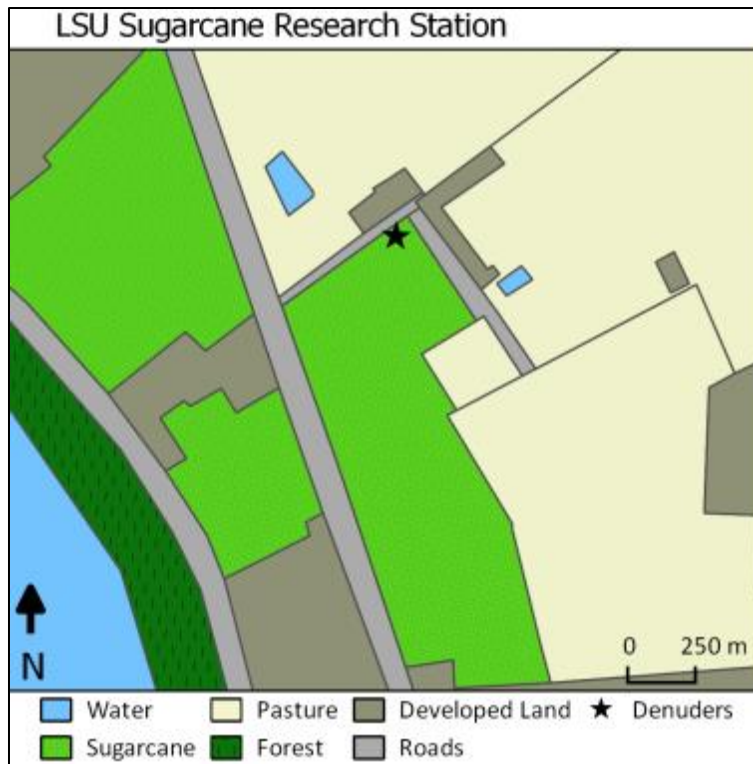 LSU Sugarcane Research Station
0 250 m
N
Water Pasture Developed Land Denuders
Sugarcane Forest Roads